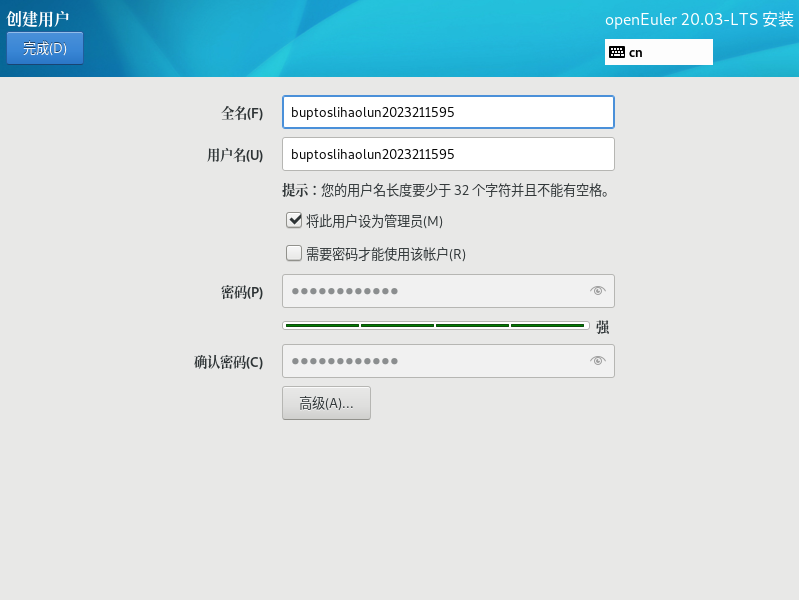 创建用户
openEuler 20.03-LTS 安装
完成(D)
cn
全名(F)
buptoslihaolun2023211595
用户名(U)
buptoslihaolun2023211595
提示：您的用户名长度要少于 32 个字符并且不能有空格。
将此用户设为管理员(M)
需要密码才能使用该帐户(R)
密码(P)
●●●●●●●●●●●●
强
确认密码(C)
●●●●●●●●●●●●
高级(A)...